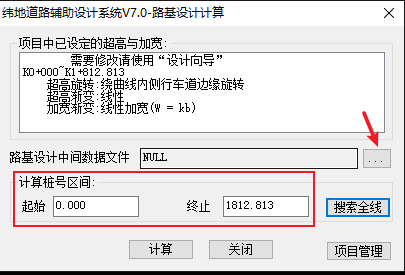 纬地道路辅助设计系统V7.0-路基设计计算
项目中已设定的超高与加宽:
需要修改请使用“设计向导”
K0+000~K1+812.813
超高旋转:绕曲线内侧行车道边缘旋转
超高渐变:线性
加宽渐变:线性加宽(W = kb)
路基设计中间数据文件 NULL ...
计算桩号区间:
起始 0.000 终止 1812.813 搜索全线
计算 关闭 项目管理